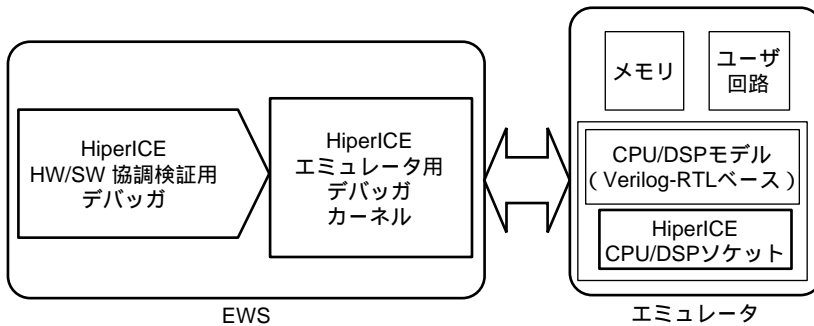 HiperICE
HW/SW 協調検証用
デバッガ
HiperICE
エミュレータ用
デバッガ
カーネル
EWS
メモリ
ユーザ
回路
CPU/DSPモデル
（Verilog-RTLベース）
HiperICE
CPU/DSPソケット
エミュレータ